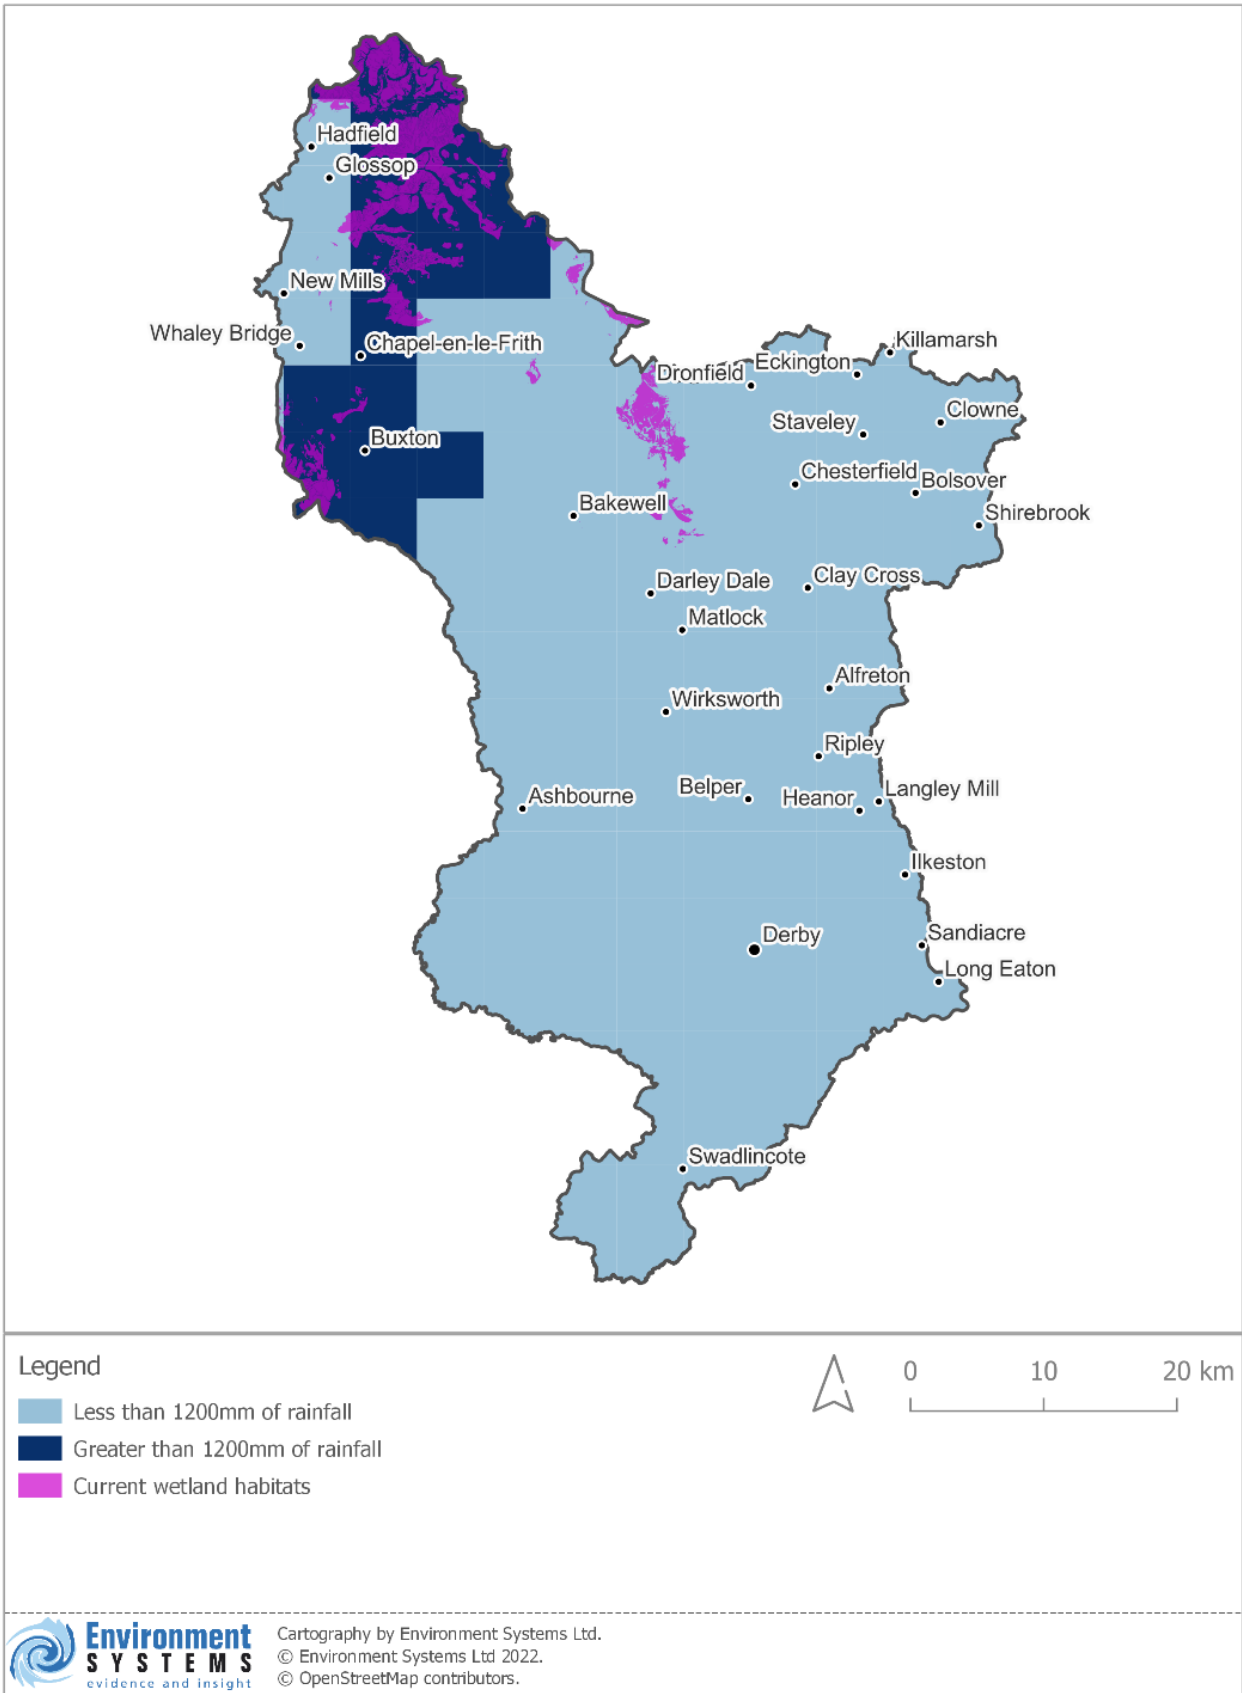 Hadfield
Glossop
New Mills
Whaley Bridge
Chapel-en-le-Frith
Killamarsh
Eckington
Dronfield
Clowne
Staveley
Buxton
Chesterfield
Bolsover
Bakewell
Shirebrook
Darley Dale
Clay Cross
Matlock
Alfreton
Wirksworth
Ripley
Belper
Langley Mill
Ashbourne
Heanor
Ilkeston
Derby
Sandiacre
Long Eaton
Swadlincote
Legend
0 10 20 km
Less than 1200mm of rainfall
Greater than 1200mm of rainfall
Current wetland habitats
Environment
SYSTEMS
evidence and insight
Cartography by Environment Systems Ltd.
© Environment Systems Ltd 2022.
© OpenStreetMap contributors.